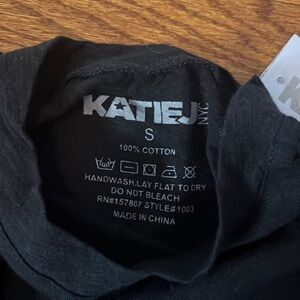 KATIEJ NYC
S
100% COTTON
HANDWASH.LAY FLAT TO DRY
DO NOT BLEACH
RN#157807 STYLE#1003
MADE IN CHINA